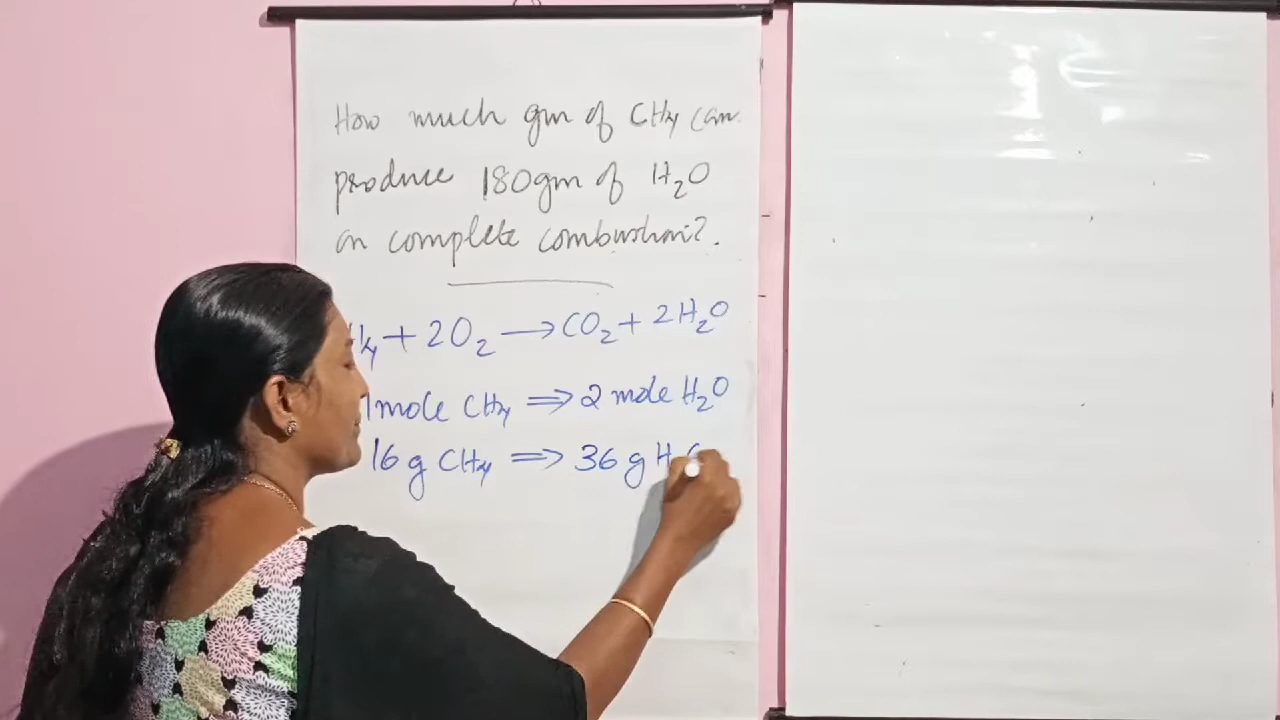 How much gm of CH4 can
produce 180gm of H2O
on complete combustion?.
H4 + 2O2 → CO2 + 2H2O
1mole CH4 ⇒ 2 mole H2O
16 g CH4 ⇒ 36 g H